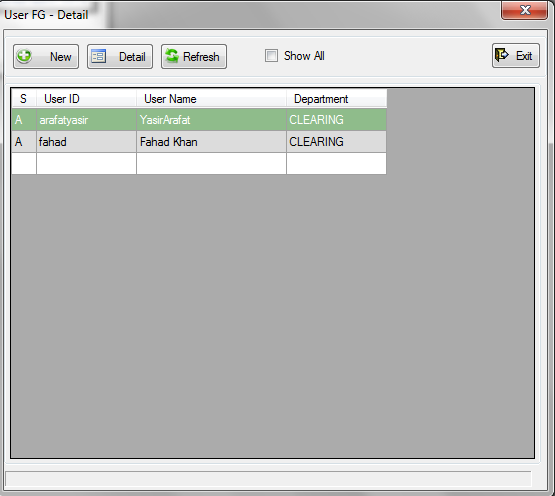 User FG - Detail
New Detail Refresh Show All Exit
S User ID User Name Department
A arafatyasir YasirArafat CLEARING
A fahad Fahad Khan CLEARING